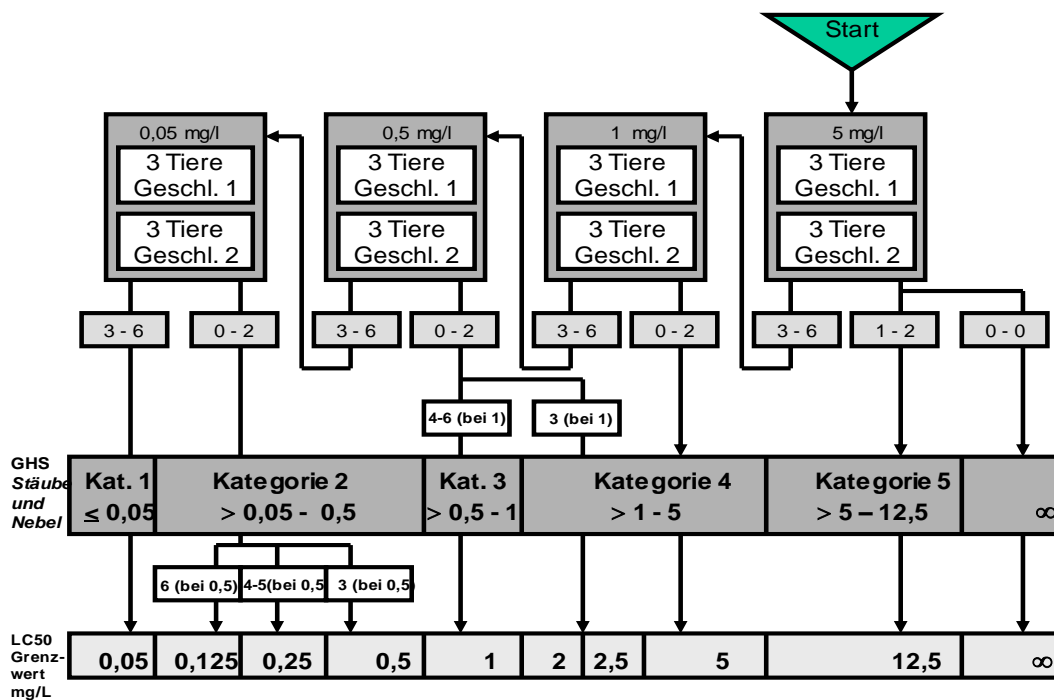 Start
0,05 mg/l
3 Tiere
Geschl. 1
3 Tiere
Geschl. 2
0,5 mg/l
3 Tiere
Geschl. 1
3 Tiere
Geschl. 2
1 mg/l
3 Tiere
Geschl. 1
3 Tiere
Geschl. 2
5 mg/l
3 Tiere
Geschl. 1
3 Tiere
Geschl. 2
3 - 6
0 - 2
3 - 6
0 - 2
3 - 6
0 - 2
3 - 6
1 - 2
0 - 0
4-6 (bei 1)
3 (bei 1)
GHS
Stäube
und
Nebel
Kat. 1
≤ 0,05
Kategorie 2
> 0,05 - 0,5
Kat. 3
> 0,5 - 1
Kategorie 4
> 1 - 5
Kategorie 5
> 5 – 12,5
∞
6 (bei 0,5)
4-5(bei 0,5
3 (bei 0,5)
LC50
Grenz-
wert
mg/L
0,05
0,125
0,25
0,5
1
2
2,5
5
12,5
∞